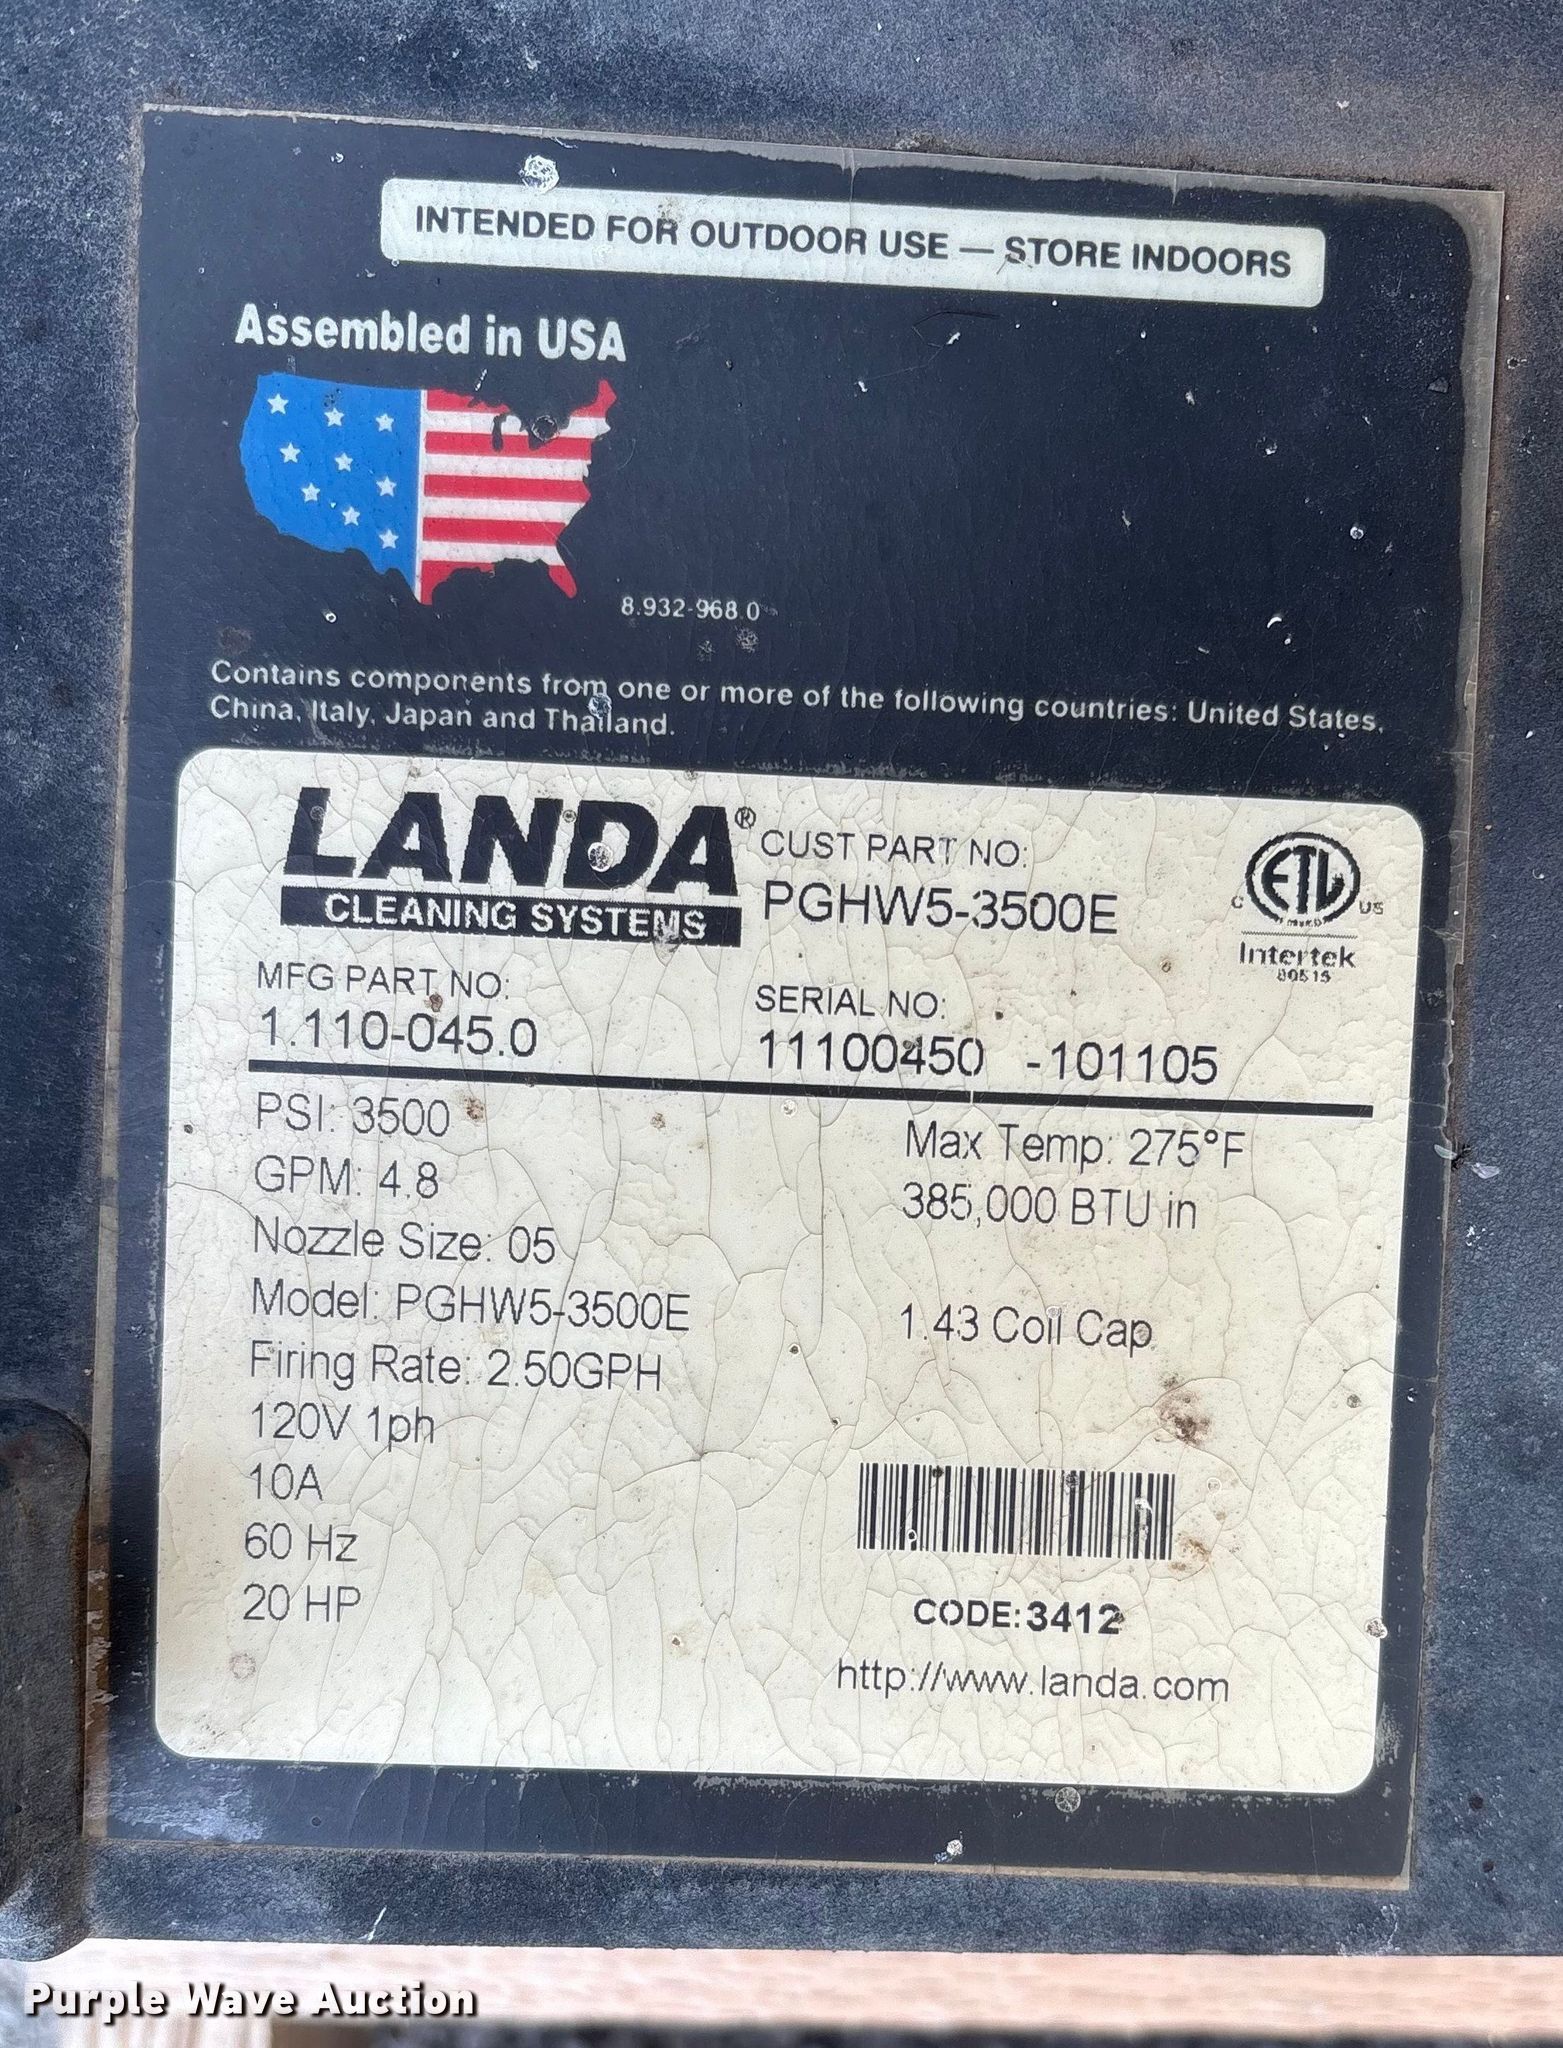 INTENDED FOR OUTDOOR USE — STORE INDOORS
Assembled in USA
8.932-968.0
Contains components from one or more of the following countries: United States,
China, Italy, Japan and Thailand.
LANDA®
CLEANING SYSTEMS
CUST PART NO:
PGHW5-3500E
ETL
C US
Intertek
MFG PART NO:
1.110-045.0
SERIAL NO:
11100450 -101105
PSI: 3500
GPM: 4.8
Nozzle Size: 05
Model: PGHW5-3500E
Firing Rate: 2.50GPH
120V 1ph
10A
60 Hz
20 HP
Max Temp: 275°F
385,000 BTU in
1.43 Coil Cap.
CODE:3412
http://www.landa.com
Purple Wave Auction